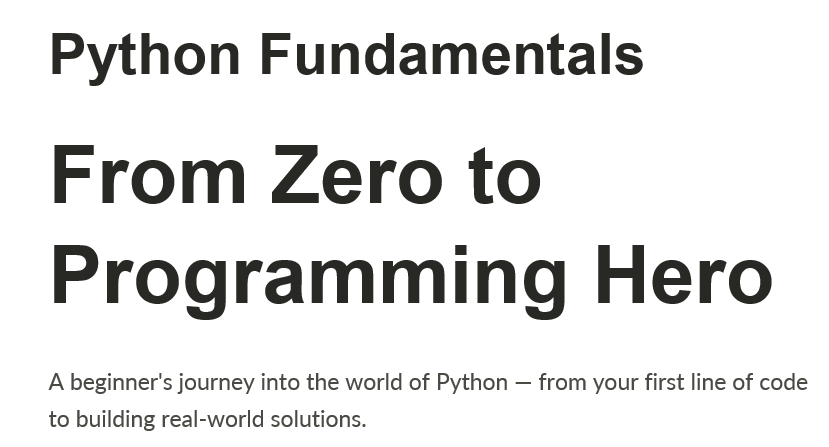 Python Fundamentals
From Zero to
Programming Hero
A beginner's journey into the world of Python — from your first line of code
to building real-world solutions.